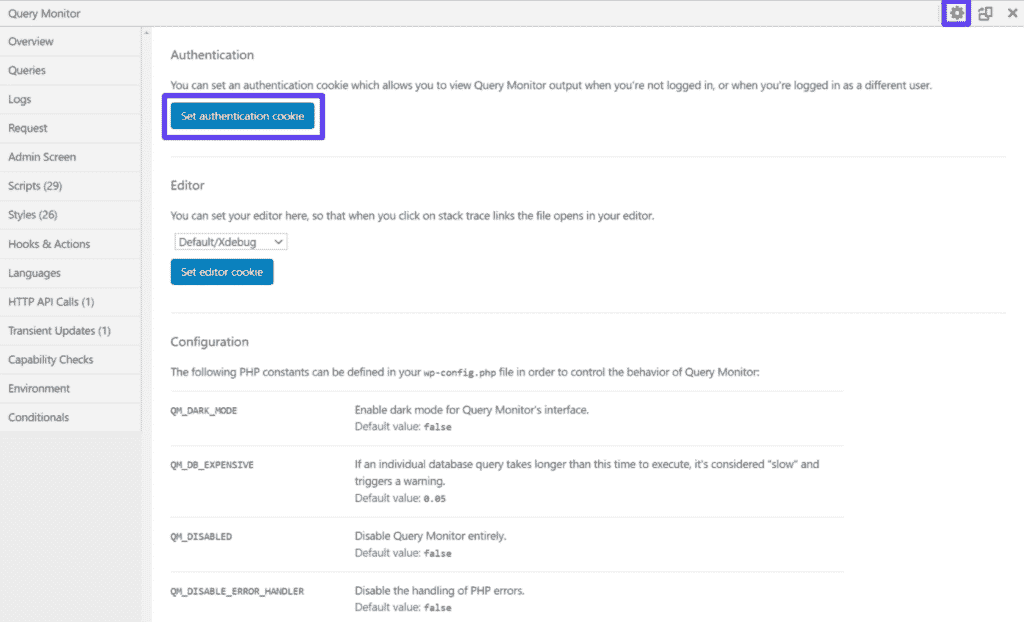 Query Monitor
Overview
Queries
Logs
Request
Admin Screen
Scripts (29)
Styles (26)
Hooks & Actions
Languages
HTTP API Calls (1)
Transient Updates (1)
Capability Checks
Environment
Conditionals
Authentication
You can set an authentication cookie which allows you to view Query Monitor output when you're not logged in, or when you're logged in as a different user.
Set authentication cookie
Editor
You can set your editor here, so that when you click on stack trace links the file opens in your editor.
Default/Xdebug
Set editor cookie
Configuration
The following PHP constants can be defined in your wp-config.php file in order to control the behavior of Query Monitor:
QM_DARK_MODE
Enable dark mode for Query Monitor's interface.
Default value: false
QM_DB_EXPENSIVE
If an individual database query takes longer than this time to execute, it's considered "slow" and
triggers a warning.
Default value: 0.05
QM_DISABLED
Disable Query Monitor entirely.
Default value: false
QM_DISABLE_ERROR_HANDLER
Disable the handling of PHP errors.
Default value: false